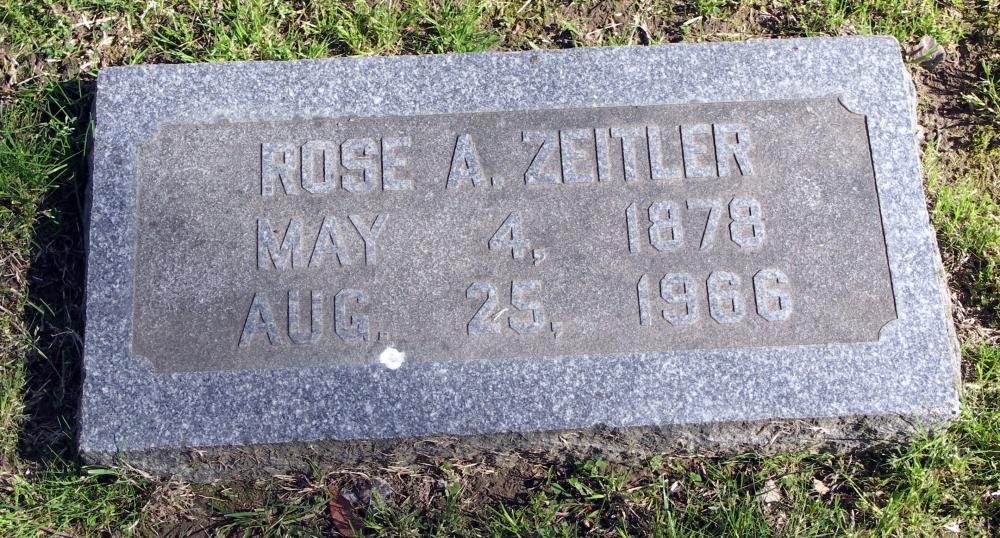 ROSE A. ZEITLER
MAY 4, 1878
AUG. 25, 1966